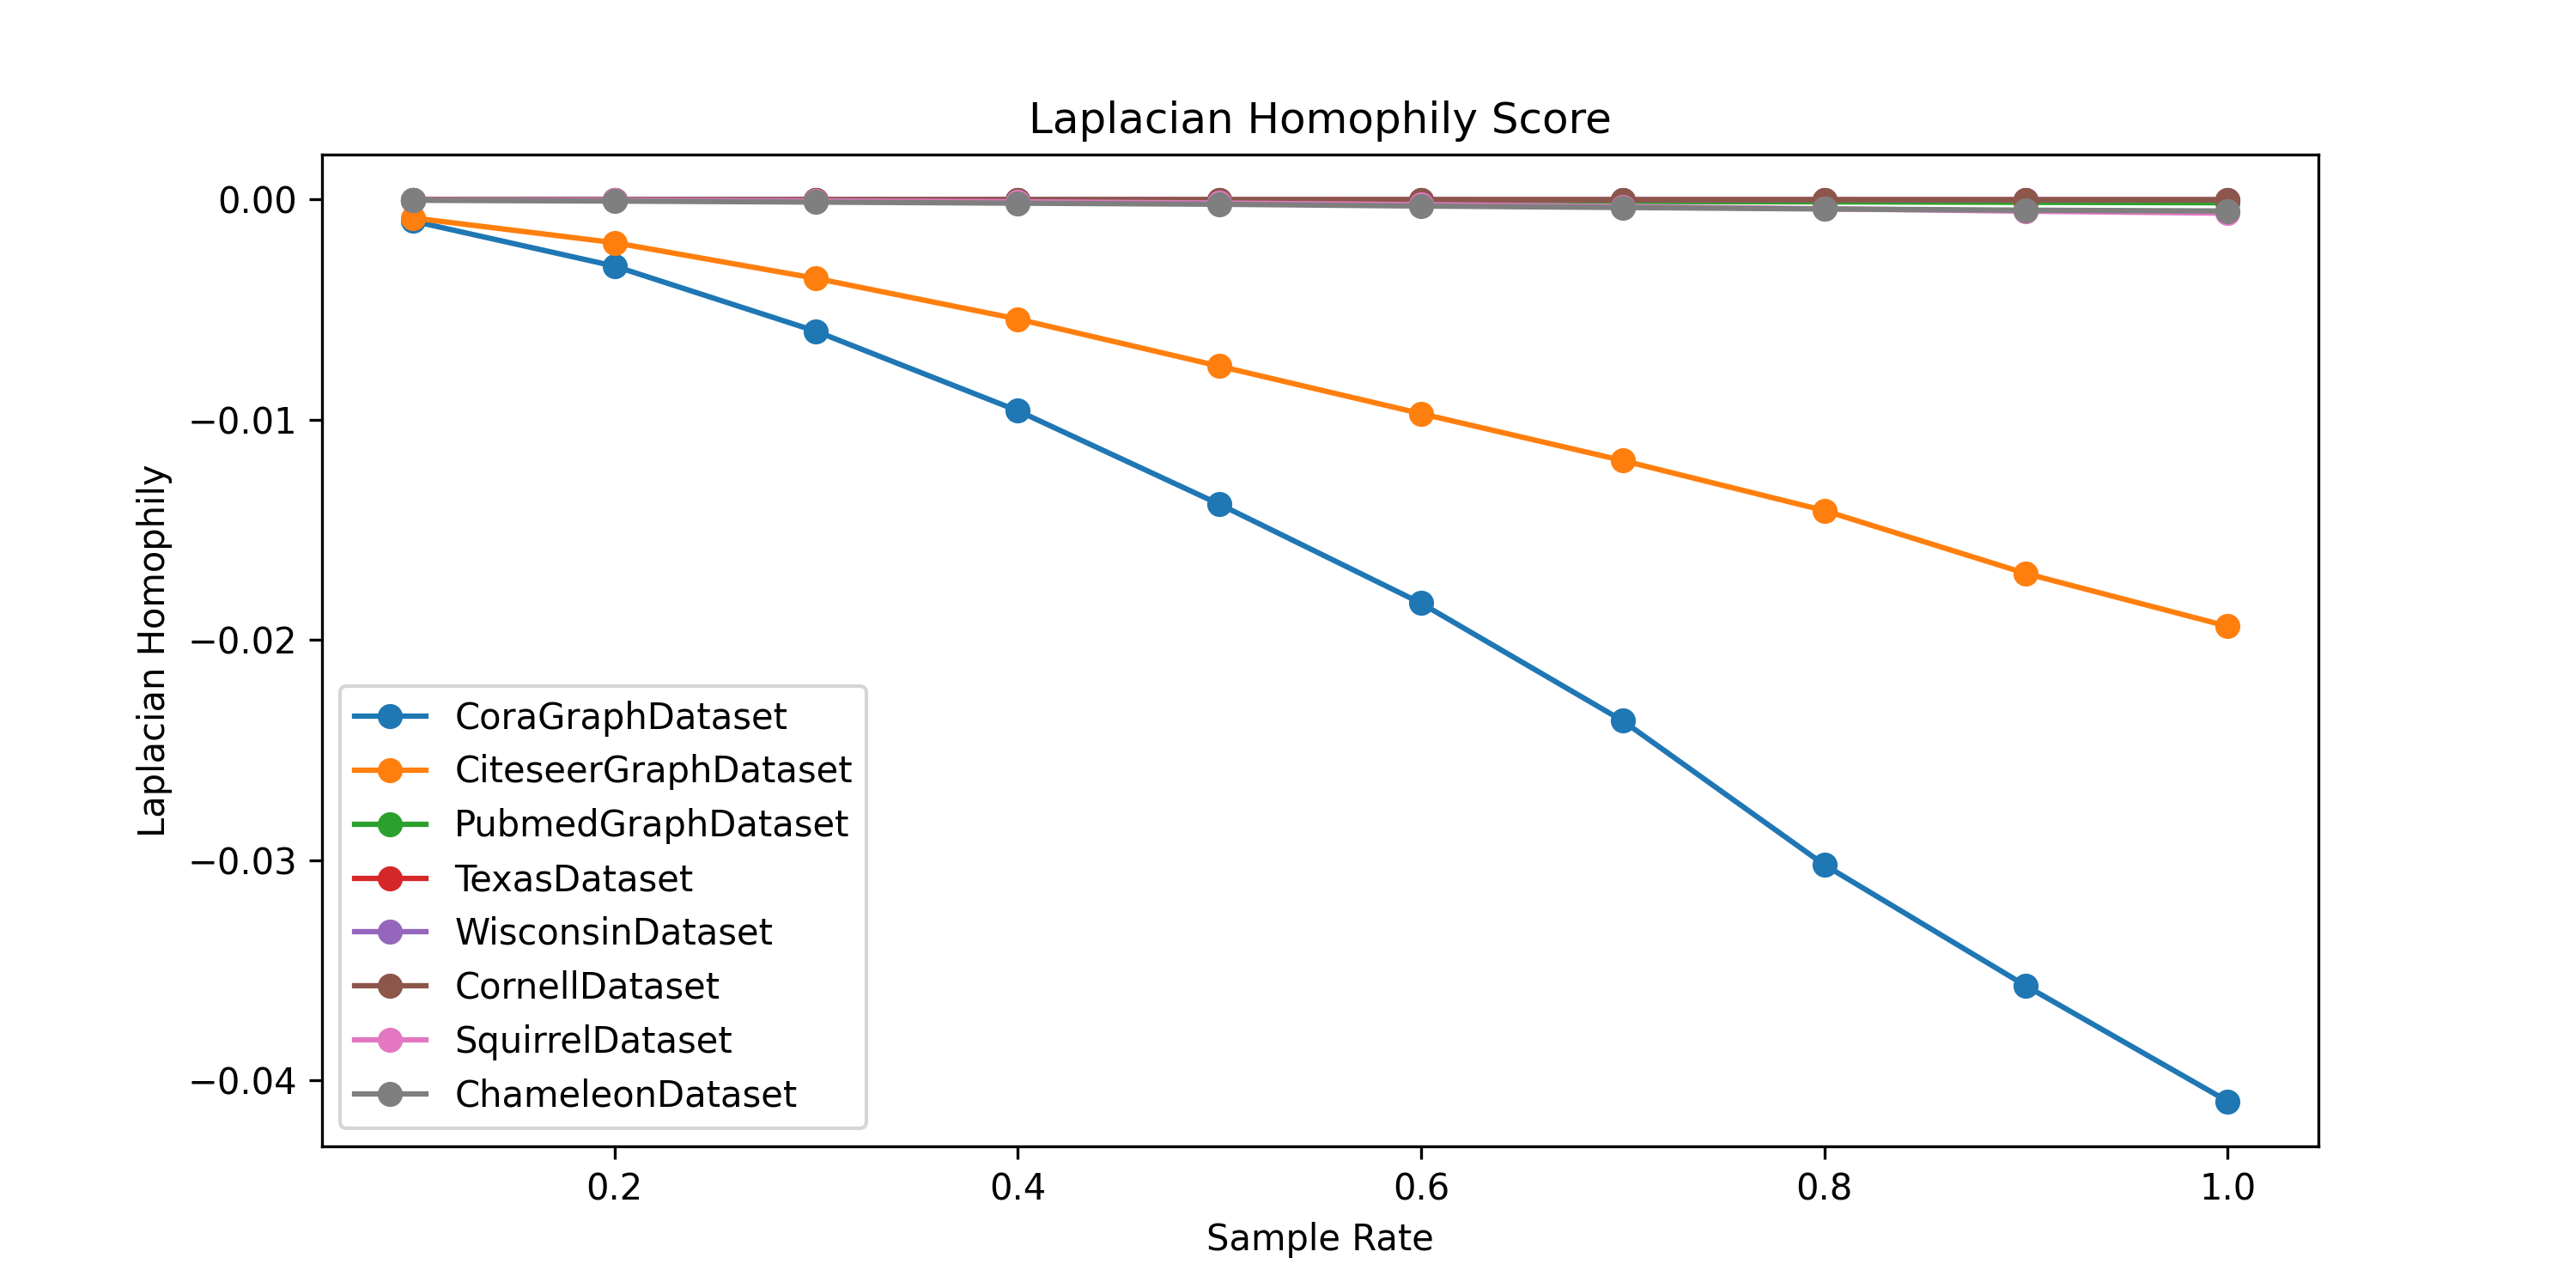 Laplacian Homophily Score
0.00
−0.01
−0.02
−0.03
−0.04
Laplacian Homophily
CoraGraphDataset
CiteseerGraphDataset
PubmedGraphDataset
TexasDataset
WisconsinDataset
CornellDataset
SquirrelDataset
ChameleonDataset
0.2 0.4 0.6 0.8 1.0
Sample Rate